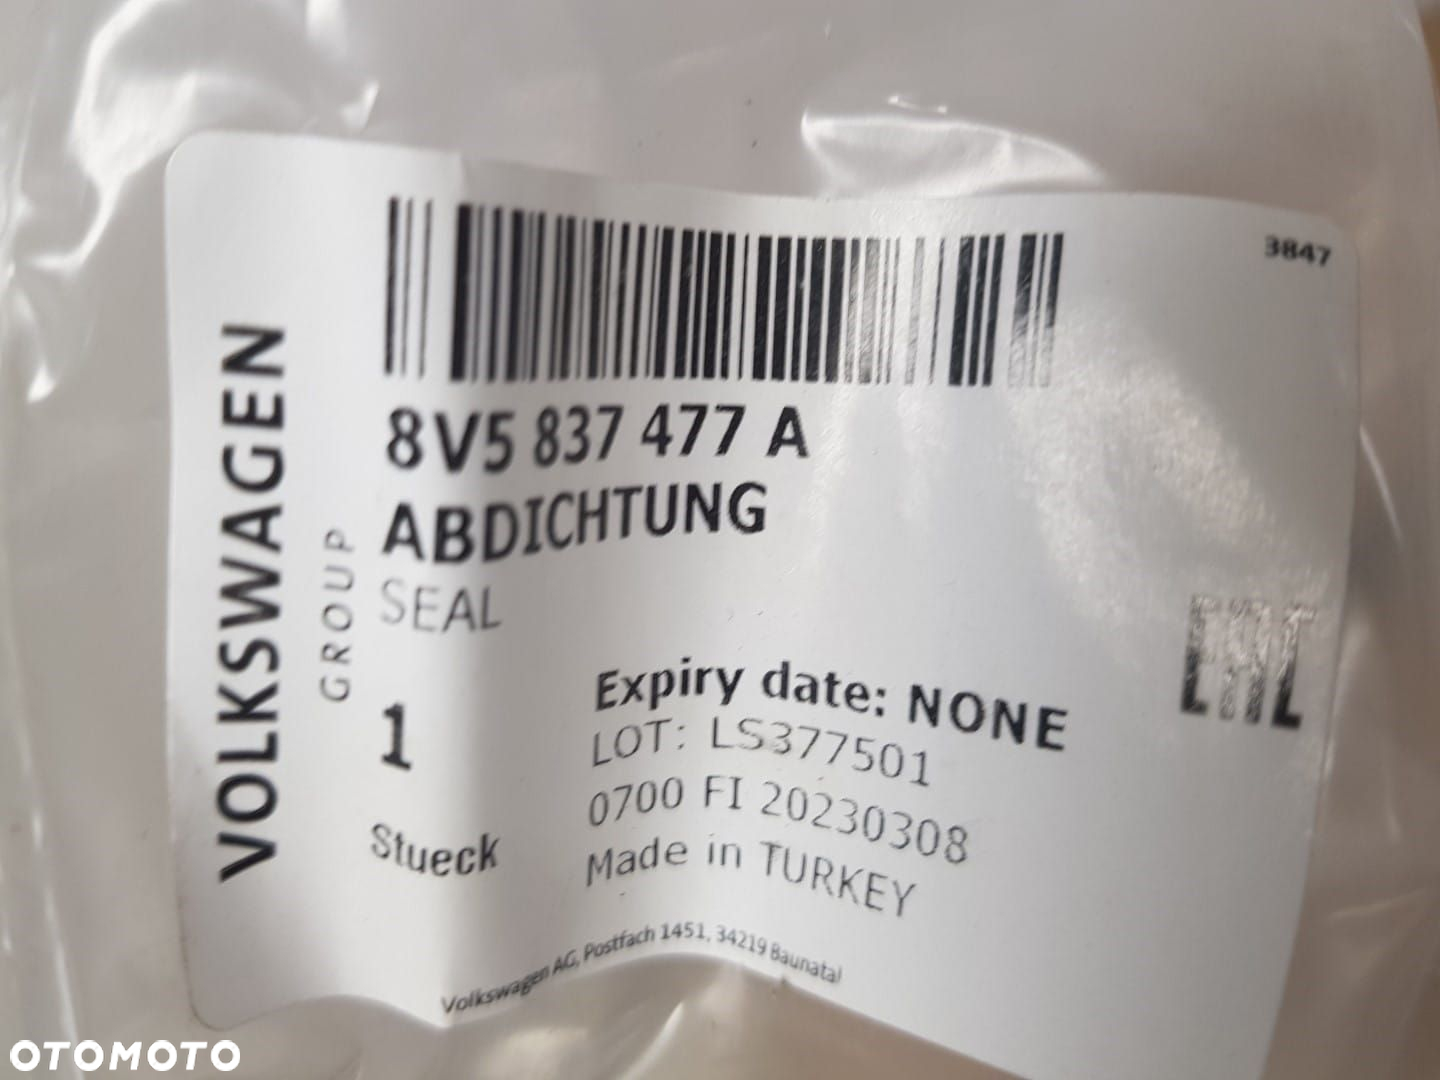 3847
8V5 837 477 A
ABDICHTUNG
SEAL
VOLKSWAGEN
GROUP
1
Stueck
Expiry date: NONE
LOT: LS377501
0700 FI 20230308
Made in TURKEY
EAC
Volkswagen AG, Postfach 1451, 34219 Baunatal
OTOMOTO